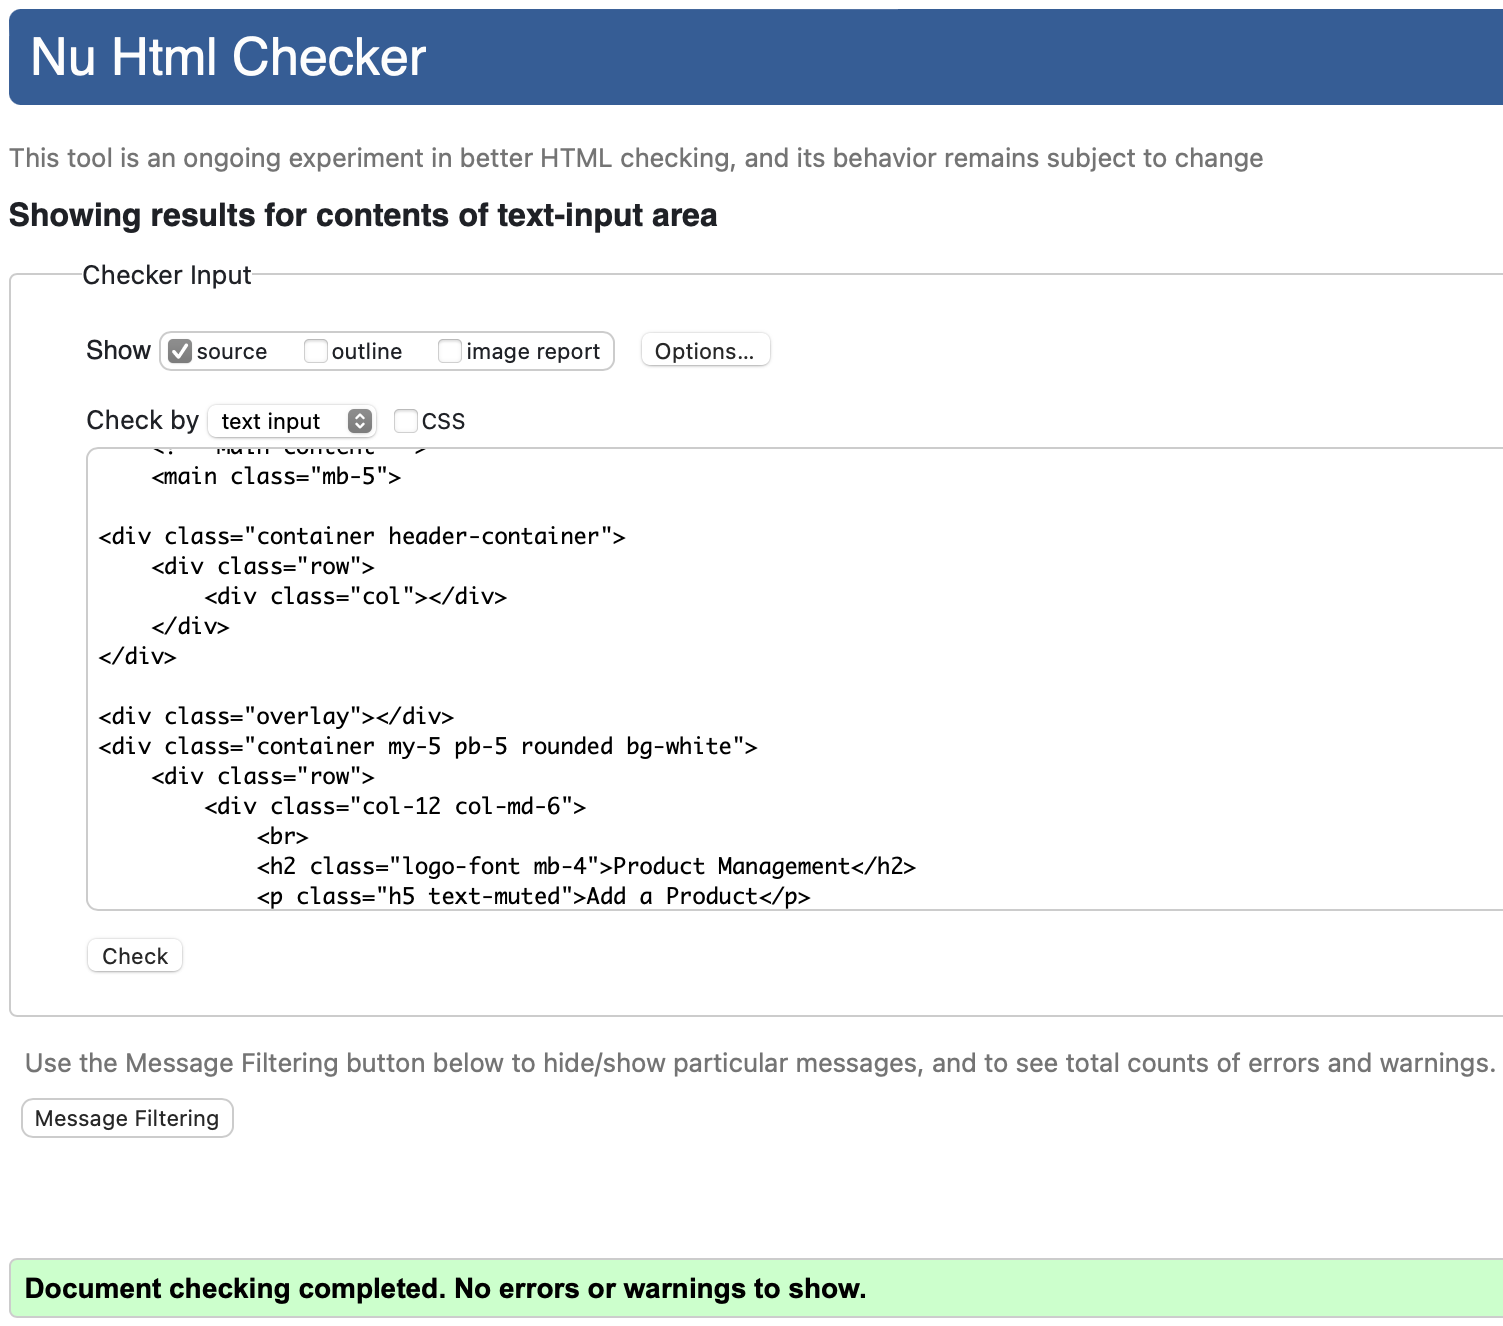 Nu Html Checker
This tool is an ongoing experiment in better HTML checking, and its behavior remains subject to change
Showing results for contents of text-input area
Checker Input
Show source outline image report Options...
Check by text input CSS
<!-- Main content -->
<main class="mb-5">
<div class="container header-container">
<div class="row">
<div class="col"></div>
</div>
</div>
<div class="overlay"></div>
<div class="container my-5 pb-5 rounded bg-white">
<div class="row">
<div class="col-12 col-md-6">
<br>
<h2 class="logo-font mb-4">Product Management</h2>
<p class="h5 text-muted">Add a Product</p>
Check
Use the Message Filtering button below to hide/show particular messages, and to see total counts of errors and warnings.
Message Filtering
Document checking completed. No errors or warnings to show.